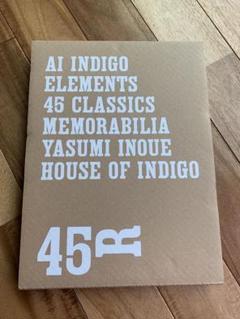 AI INDIGO
ELEMENTS
45 CLASSICS
MEMORABILIA
YASUMI INOUE
HOUSE OF INDIGO
45R